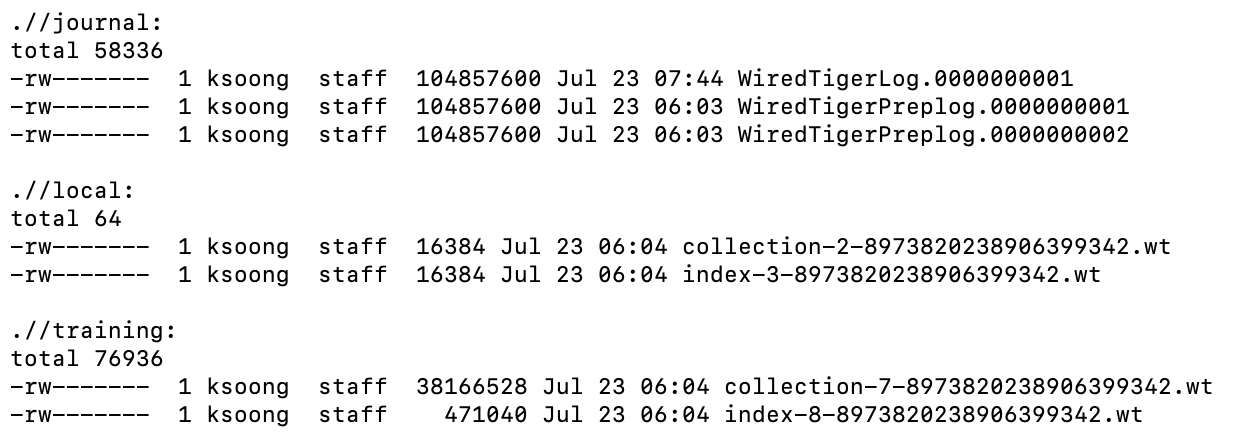 .//journal:
total 58336
-rw-------  1 ksoong  staff  104857600 Jul 23 07:44 WiredTigerLog.0000000001
-rw-------  1 ksoong  staff  104857600 Jul 23 06:03 WiredTigerPreplog.0000000001
-rw-------  1 ksoong  staff  104857600 Jul 23 06:03 WiredTigerPreplog.0000000002

.//local:
total 64
-rw-------  1 ksoong  staff  16384 Jul 23 06:04 collection-2-8973820238906399342.wt
-rw-------  1 ksoong  staff  16384 Jul 23 06:04 index-3-8973820238906399342.wt

.//training:
total 76936
-rw-------  1 ksoong  staff  38166528 Jul 23 06:04 collection-7-8973820238906399342.wt
-rw-------  1 ksoong  staff    471040 Jul 23 06:04 index-8-8973820238906399342.wt